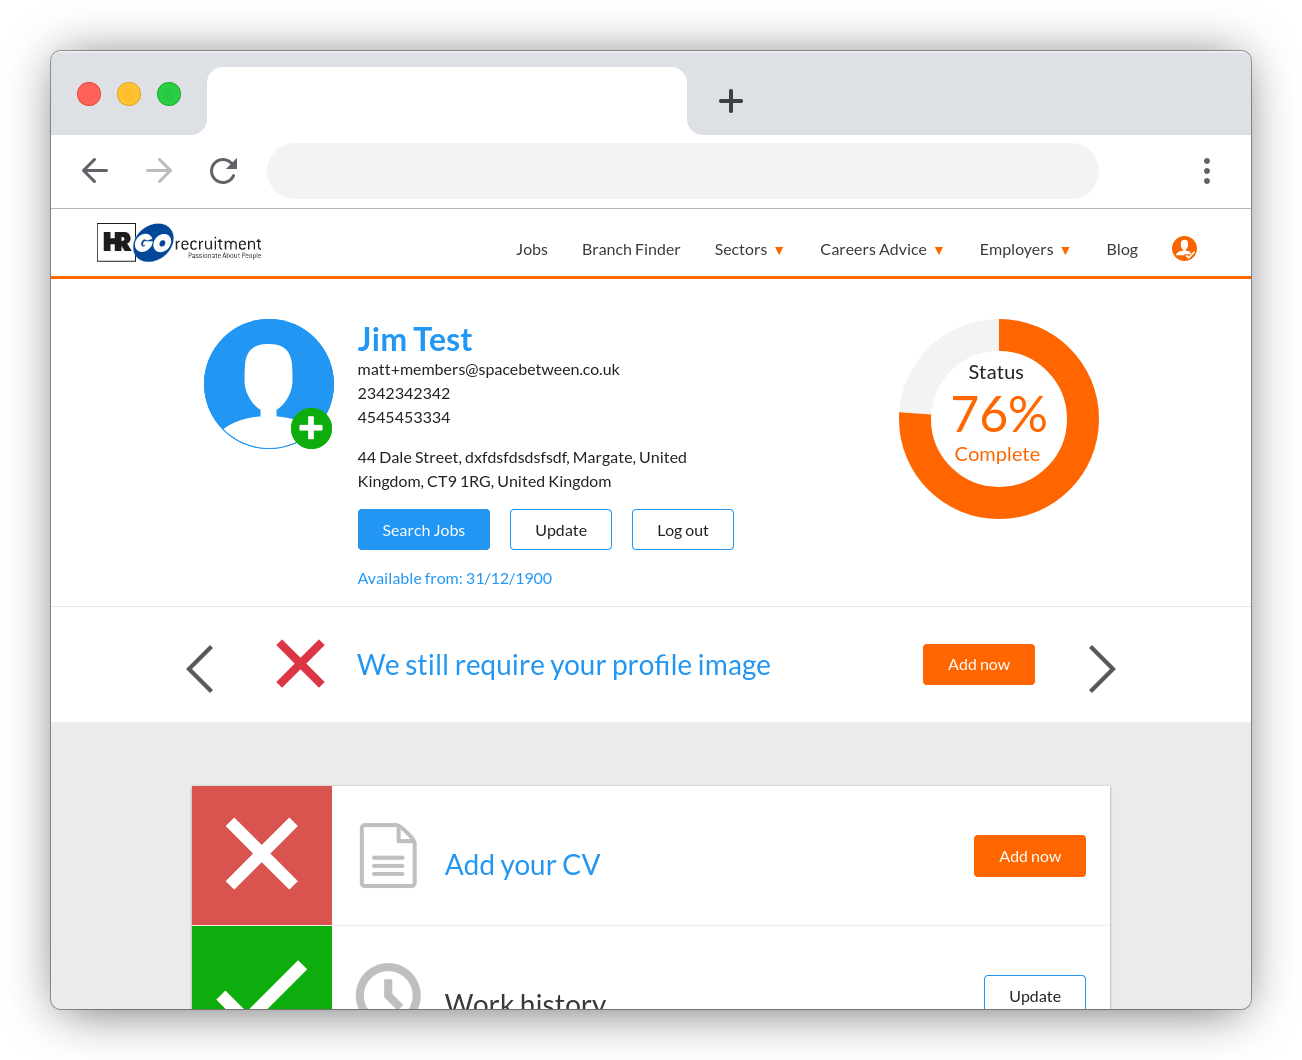 HRGO recruitment
Passionate About People
Jobs Branch Finder Sectors ▼ Careers Advice ▼ Employers ▼ Blog
Jim Test
matt+members@spacebetween.co.uk
2342342342
4545453334
44 Dale Street, dxfdsfdsdsfsdf, Margate, United
Kingdom, CT9 1RG, United Kingdom
Search Jobs Update Log out
Available from: 31/12/1900
Status
76%
Complete
We still require your profile image
Add now
Add your CV
Add now
Work history
Update